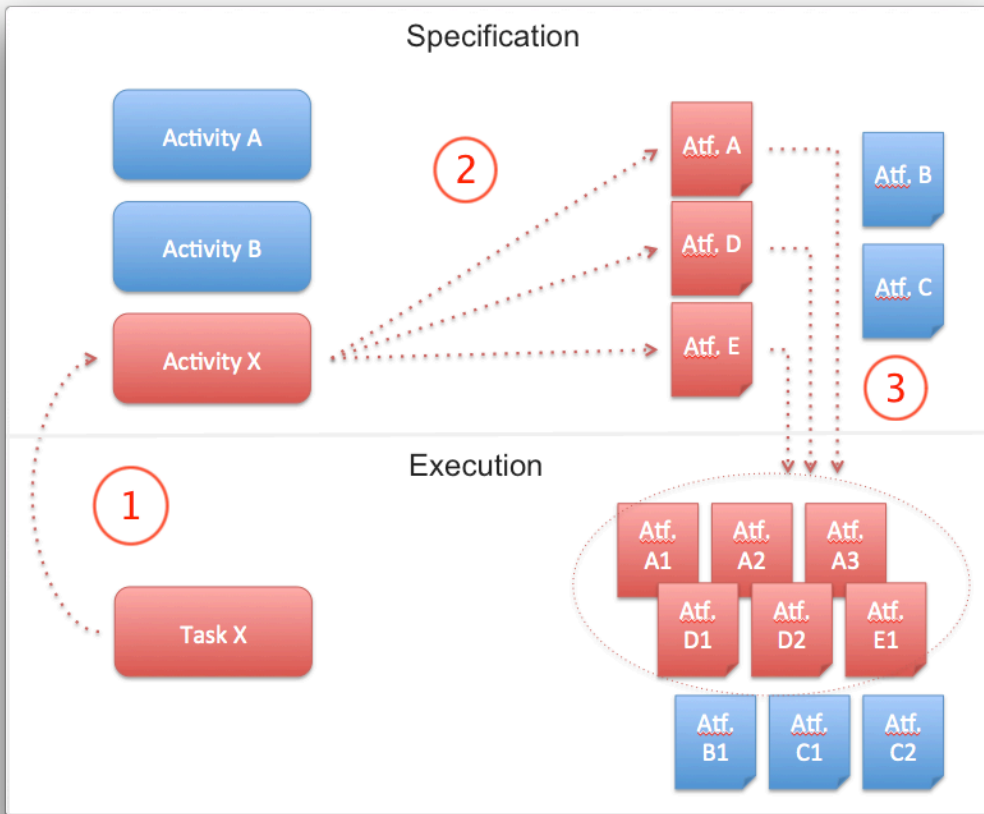 Specification
Activity A
2
Atf. A
Atf. B
Activity B
Atf. D
Atf. C
Activity X
Atf. E
3
Execution
1
Atf.
A1
Atf.
A2
Atf.
A3
Task X
Atf.
D1
Atf.
D2
Atf.
E1
Atf.
B1
Atf.
C1
Atf.
C2